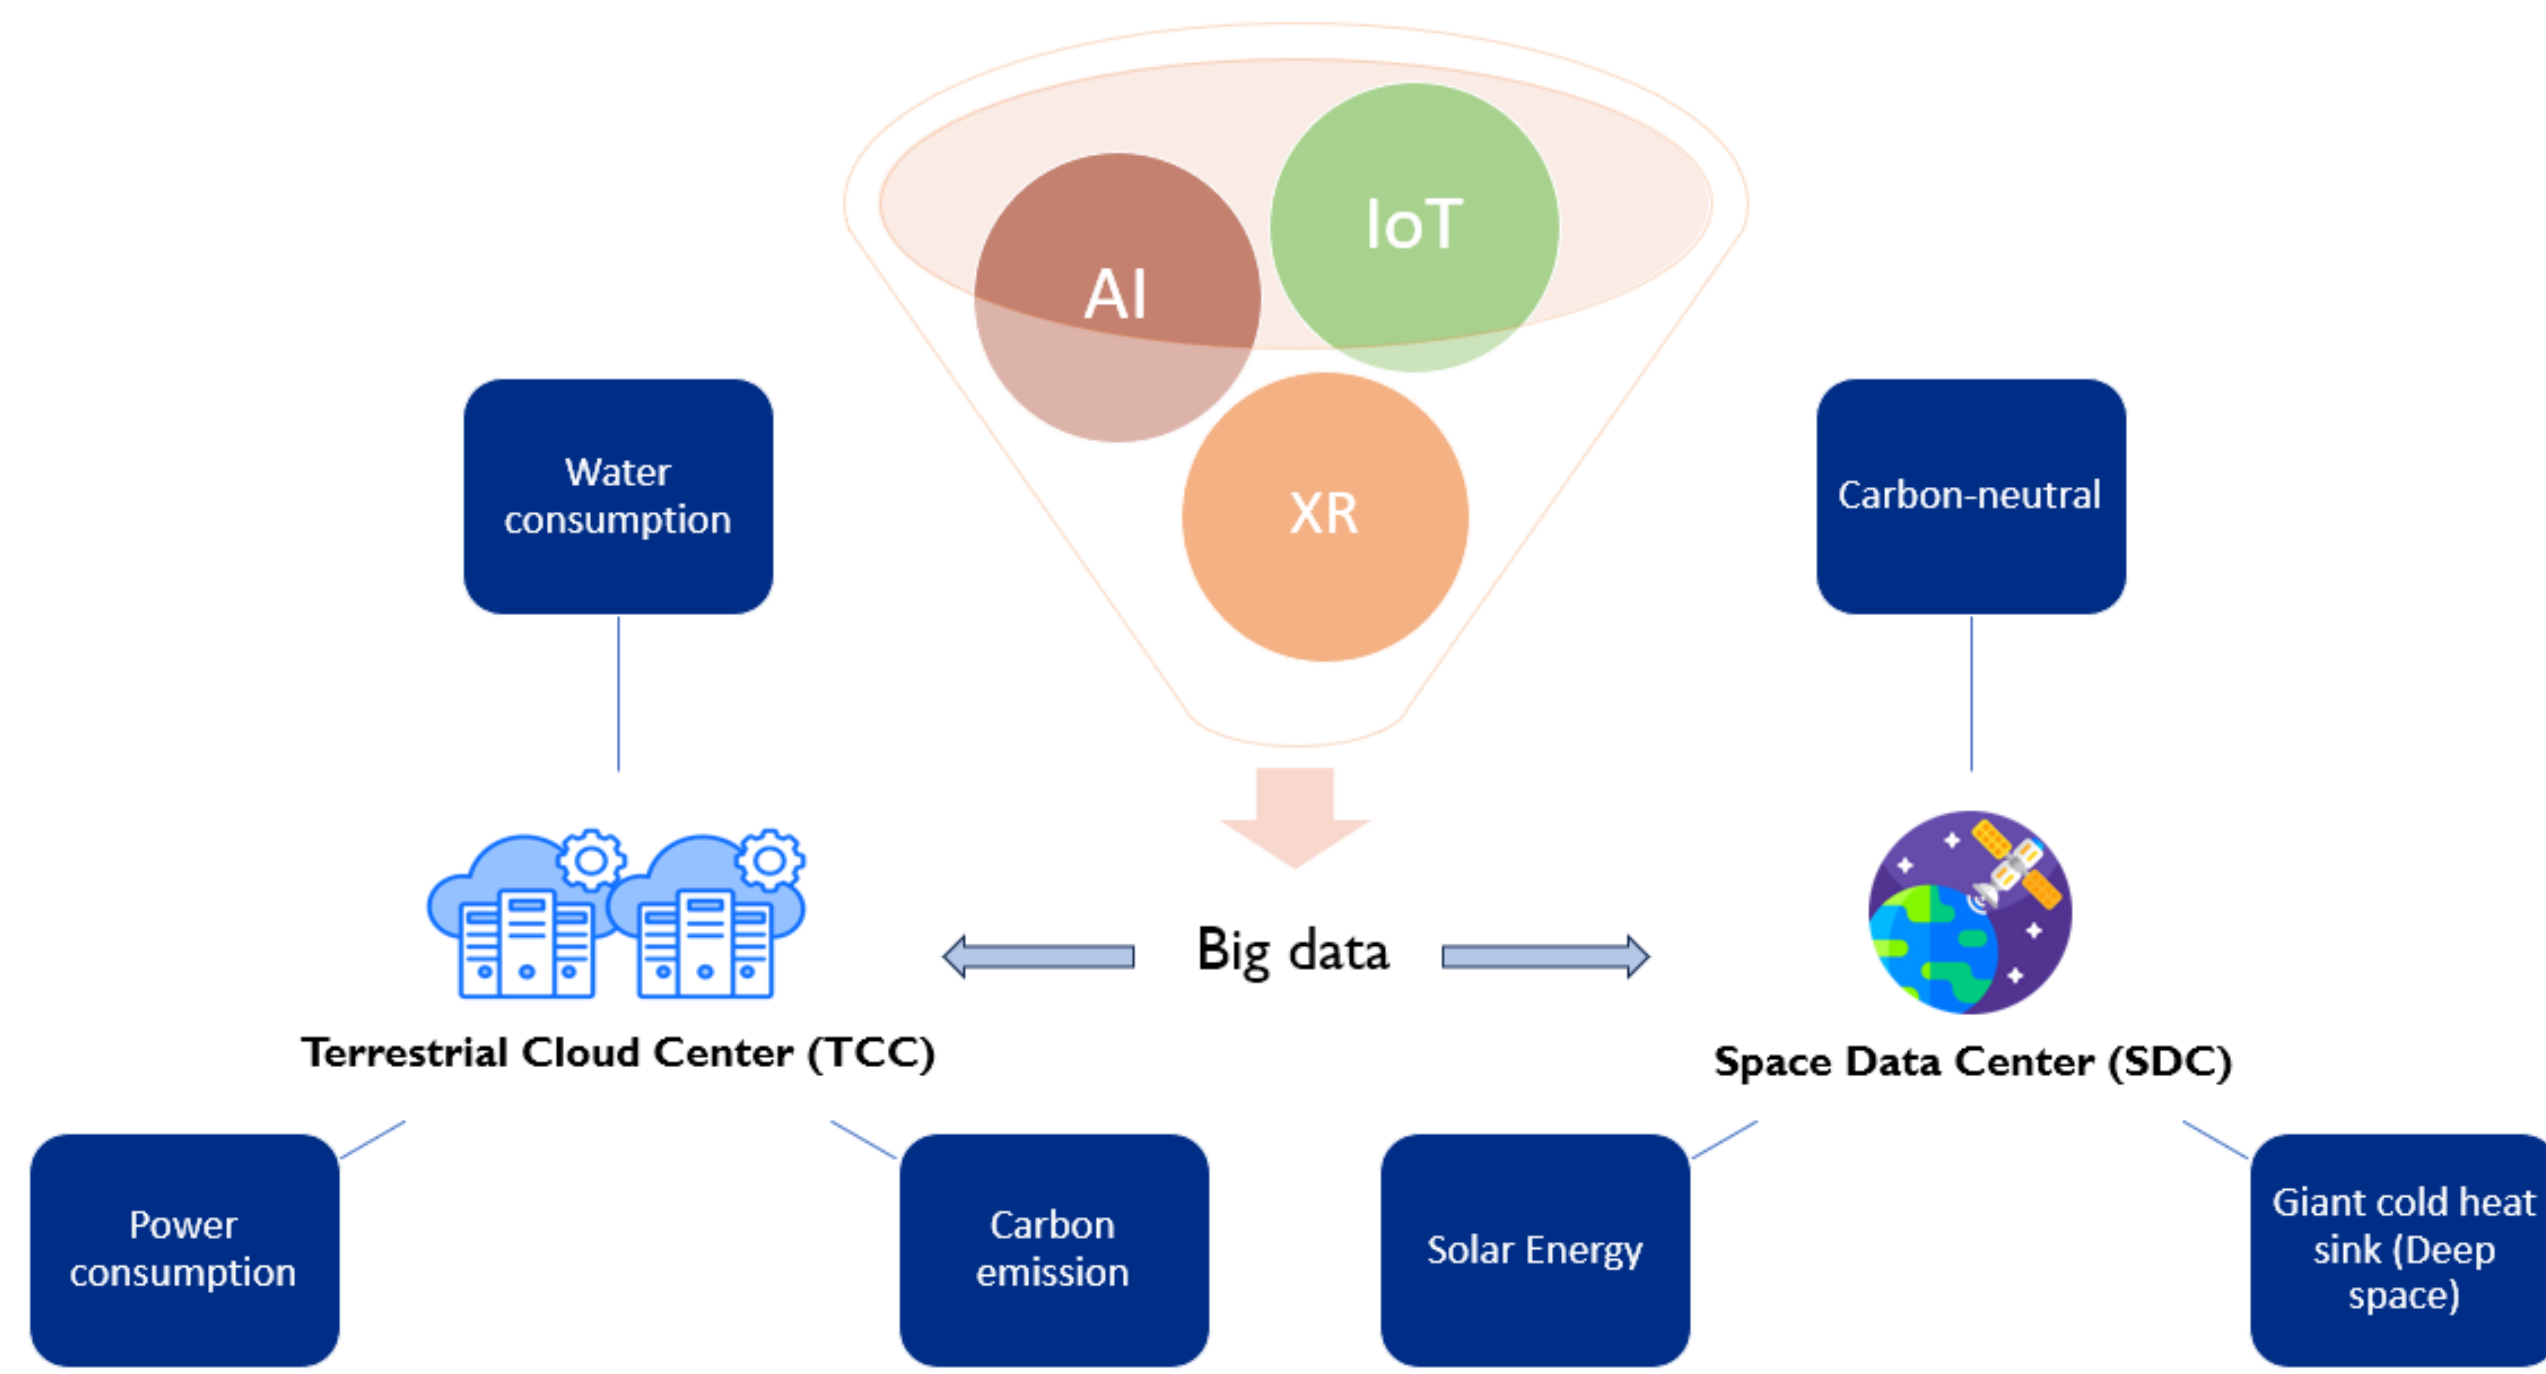 IoT
AI
XR
Water
consumption
Carbon-neutral
Big data
Terrestrial Cloud Center (TCC)
Space Data Center (SDC)
Power
consumption
Carbon
emission
Solar Energy
Giant cold heat
sink (Deep
space)